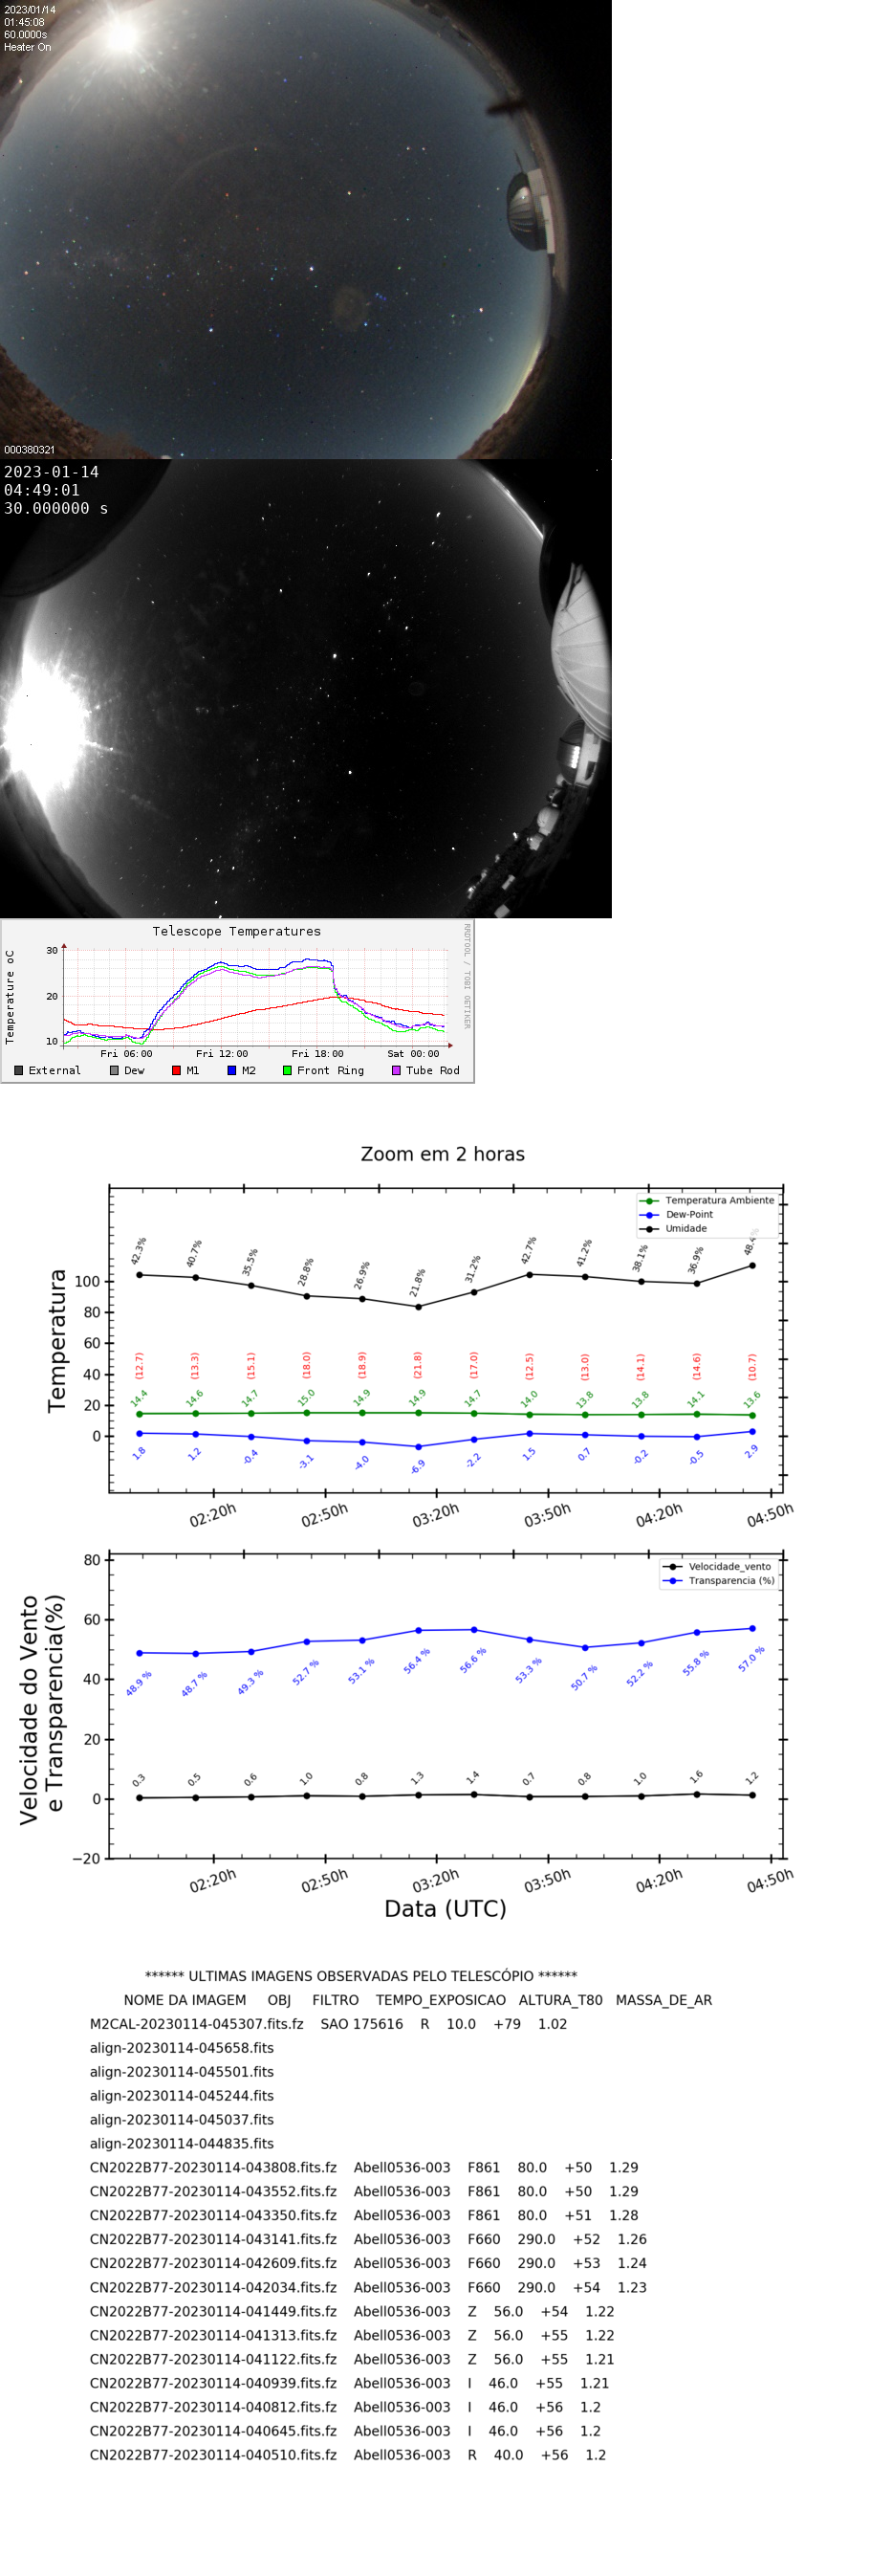 2023/01/14
01:45:08
60.0000s
Heater On
000380321
2023-01-14
04:49:01
30.000000 s
Telescope Temperatures
RRDTOOL / TOBI OETIKER
Temperature oC
30
20
10
Fri 06:00 Fri 12:00 Fri 18:00 Sat 00:00
External Dew M1 M2 Front Ring Tube Rod
Zoom em 2 horas
Temperatura Ambiente
Dew-Point
Umidade
42.3% 40.7% 35.5% 28.8% 26.9% 21.8% 31.2% 42.7% 41.2% 38.1% 36.9% 48.
Temperatura
100
80
60
40
20
0
(12.7) (13.3) (15.1) (18.0) (18.9) (21.8) (17.0) (12.5) (13.0) (14.1) (14.6) (10.7)
14.4 14.6 14.7 15.0 14.9 14.9 14.7 14.0 13.8 13.8 14.1 13.6
1.8 1.2 -0.4 -3.1 -4.0 -6.9 -2.2 1.5 0.7 -0.2 -0.5 2.9
02:20h 02:50h 03:20h 03:50h 04:20h 04:50h
Velocidade_vento
Transparencia (%)
Velocidade do Vento
e Transparencia(%)
80
60
40
20
0
−20
48.9 % 48.7 % 49.3 % 52.7 % 53.1 % 56.4 % 56.6 % 53.3 % 50.7 % 52.2 % 55.8 % 57.0 %
0.3 0.5 0.6 1.0 0.8 1.3 1.4 0.7 0.8 1.0 1.6 1.2
02:20h 02:50h 03:20h 03:50h 04:20h 04:50h
Data (UTC)
****** ULTIMAS IMAGENS OBSERVADAS PELO TELESCÓPIO ******
NOME DA IMAGEM OBJ FILTRO TEMPO_EXPOSICAO ALTURA_T80 MASSA_DE_AR
M2CAL-20230114-045307.fits.fz SAO 175616 R 10.0 +79 1.02
align-20230114-045658.fits
align-20230114-045501.fits
align-20230114-045244.fits
align-20230114-045037.fits
align-20230114-044835.fits
CN2022B77-20230114-043808.fits.fz Abell0536-003 F861 80.0 +50 1.29
CN2022B77-20230114-043552.fits.fz Abell0536-003 F861 80.0 +50 1.29
CN2022B77-20230114-043350.fits.fz Abell0536-003 F861 80.0 +51 1.28
CN2022B77-20230114-043141.fits.fz Abell0536-003 F660 290.0 +52 1.26
CN2022B77-20230114-042609.fits.fz Abell0536-003 F660 290.0 +53 1.24
CN2022B77-20230114-042034.fits.fz Abell0536-003 F660 290.0 +54 1.23
CN2022B77-20230114-041449.fits.fz Abell0536-003 Z 56.0 +54 1.22
CN2022B77-20230114-041313.fits.fz Abell0536-003 Z 56.0 +55 1.22
CN2022B77-20230114-041122.fits.fz Abell0536-003 Z 56.0 +55 1.21
CN2022B77-20230114-040939.fits.fz Abell0536-003 I 46.0 +55 1.21
CN2022B77-20230114-040812.fits.fz Abell0536-003 I 46.0 +56 1.2
CN2022B77-20230114-040645.fits.fz Abell0536-003 I 46.0 +56 1.2
CN2022B77-20230114-040510.fits.fz Abell0536-003 R 40.0 +56 1.2